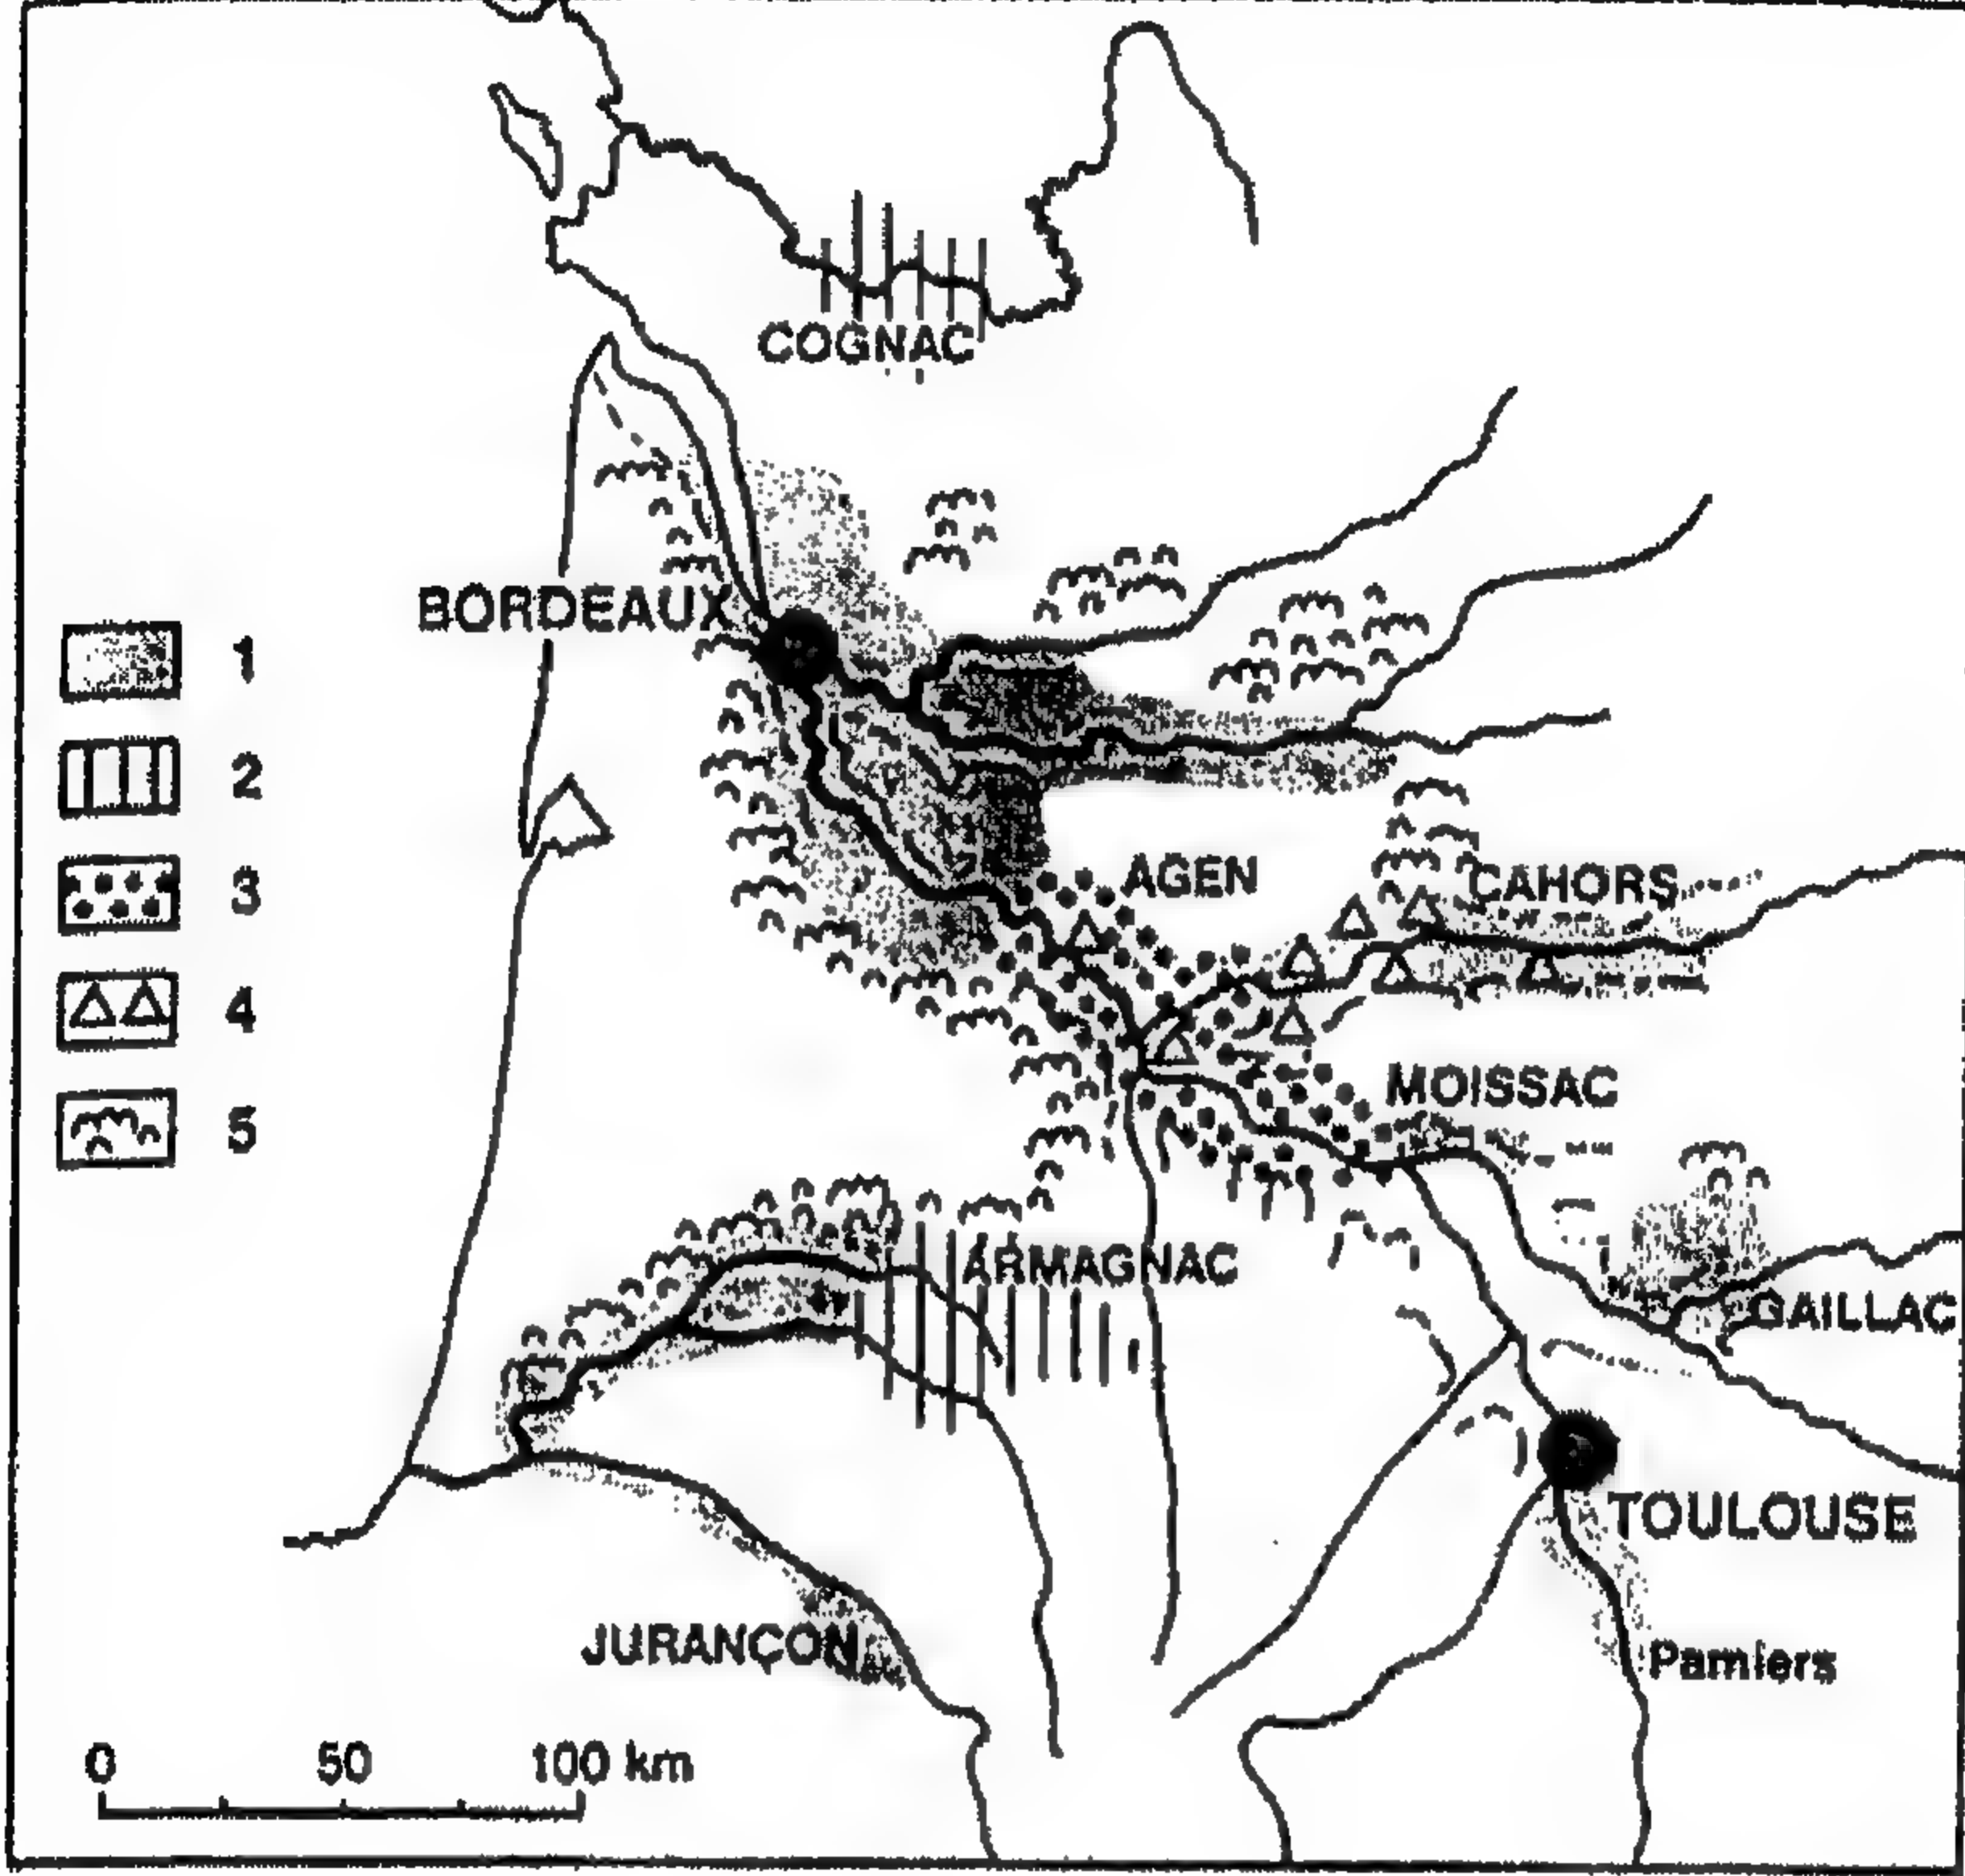 COGNAC
BORDEAUX
1
2
3
4
5
AGEN
CAHORS
MOISSAC
ARMAGNAC
GAILLAC
TOULOUSE
JURANÇON
Pamiers
0 50 100 km